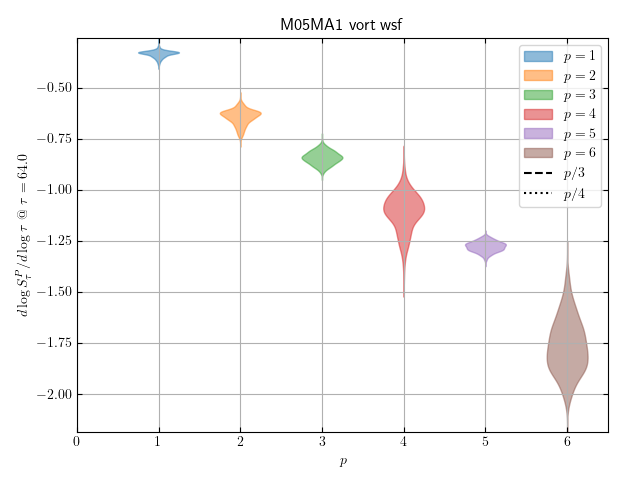 M05MA1 vort wsf
d log S_τ^P / d log τ @ τ = 64.0
−0.50
−0.75
−1.00
−1.25
−1.50
−1.75
−2.00
p = 1
p = 2
p = 3
p = 4
p = 5
p = 6
p/3
p/4
0 1 2 3 4 5 6
p